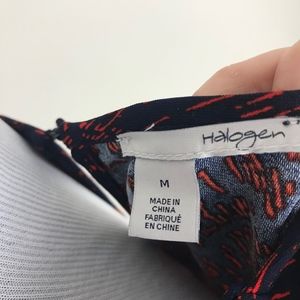 Halogen
M
MADE IN
CHINA
FABRIQUÉ
EN CHINE